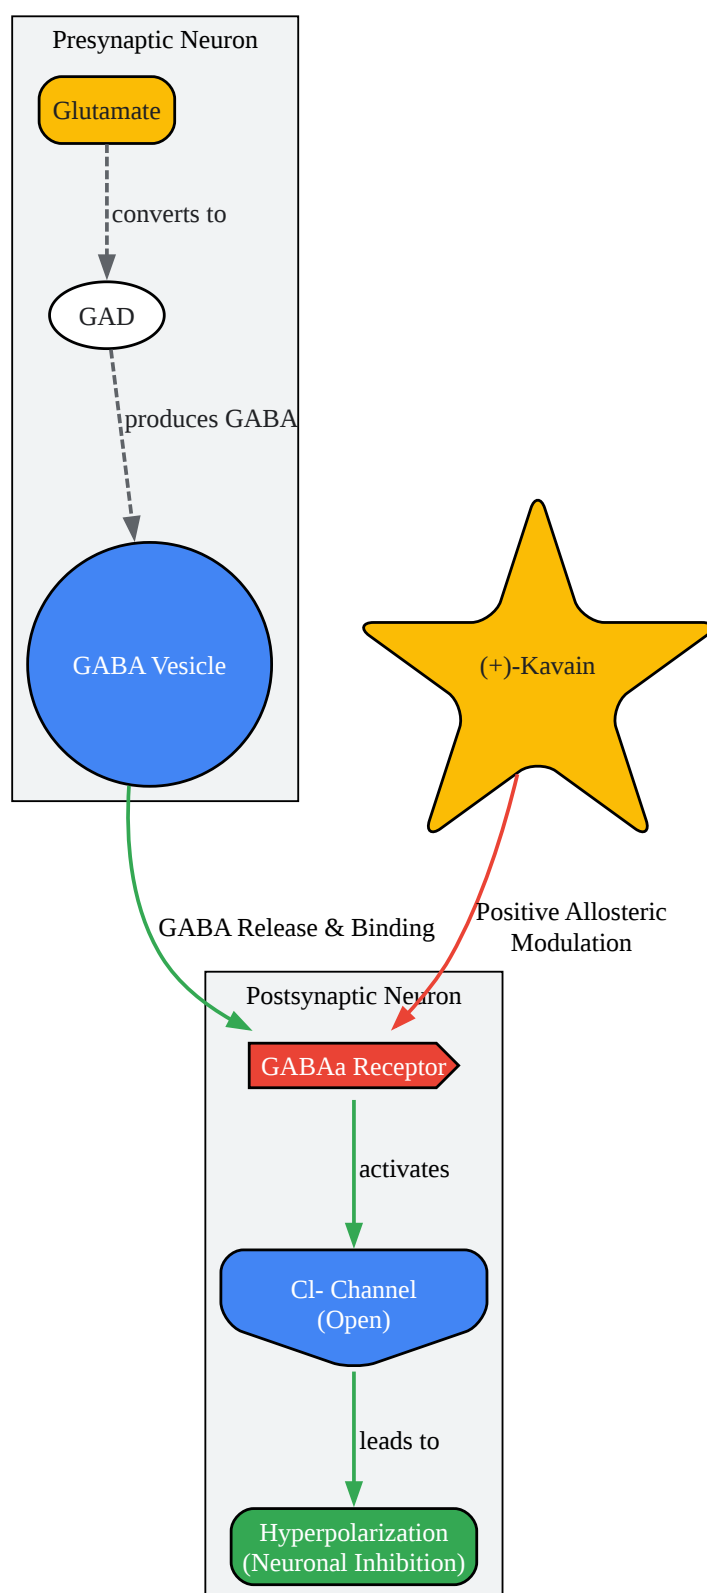 Presynaptic Neuron
Glutamate
converts to
GAD
produces GABA
GABA Vesicle
(+)-Kavain
GABA Release & Binding
Positive Allosteric
Modulation
Postsynaptic Neuron
GABAa Receptor
activates
Cl- Channel
(Open)
leads to
Hyperpolarization
(Neuronal Inhibition)